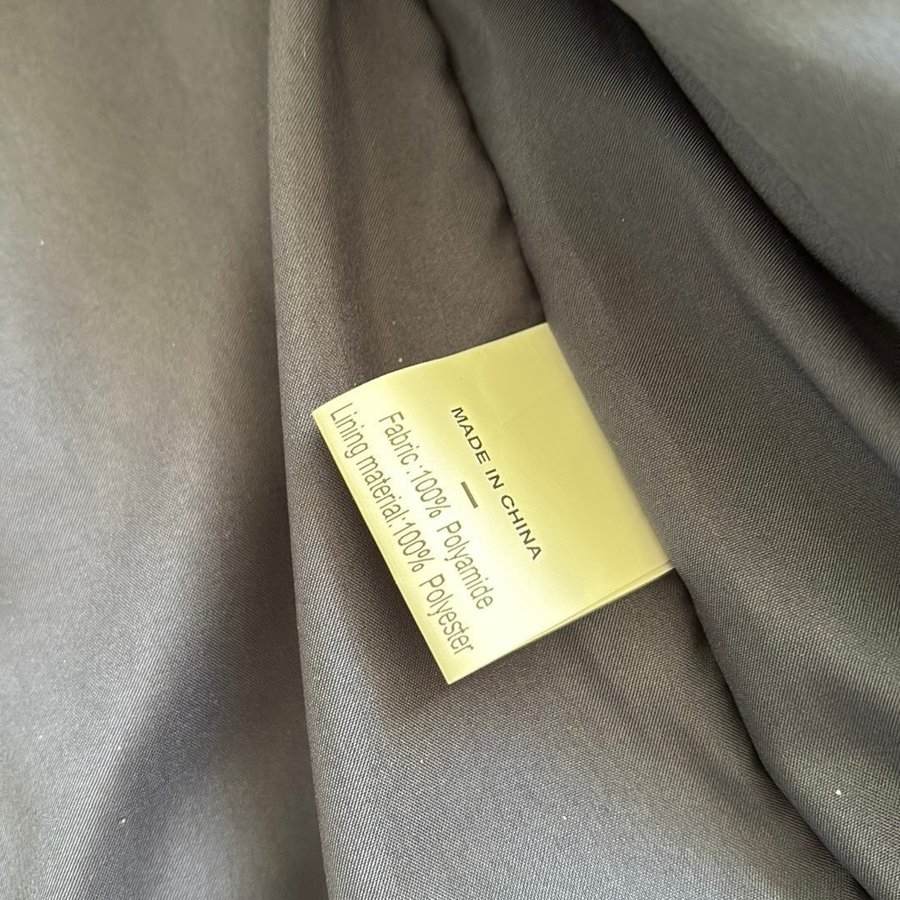 MADE IN CHINA
Fabric:100% Polyamide
Lining material:100% Polyester